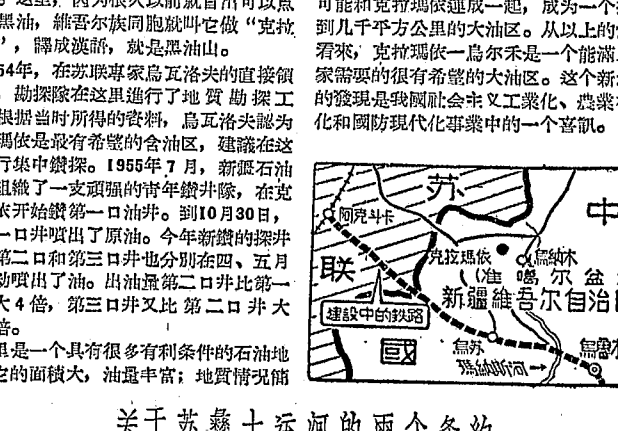 黑油，維吾尔族同胞就叫它做“克拉
”，譯成漢語，就是黑油山。
54年，在苏联專家烏瓦洛夫的直接領
，勘探隊在这里進行了地質勘探工
根据当时所得的資料，烏瓦洛夫認为
瑪依是最有希望的含油区，建議在这
行集中鑽探。1955年7月，新疆石油
組織了一支頑强的青年鑽井隊，在克
依开始鑽第一口油井。到10月30日，
一口井噴出了原油。今年新鑽的探井
第二口和第三口井也分别在四、五月
动噴出了油。出油量第二口井比第一
大4倍，第三口井又比第二口井大
倍。
里是一个具有很多有利条件的石油地
它的面積大，油量丰富；地質情况簡
可能和克拉瑪依連成一起，成为一个
到几千平方公里的大油区。从以上的
看來，克拉瑪依—烏尔禾是一个能滿
家需要的很有希望的大油区。这个新
的發現是我國社会主义工業化、農業
化和國防現代化事業中的一个喜訊。
苏
联
國
中
阿克斗卡
克拉瑪依
烏納木
(准噶尔盆
新疆維吾尔自治
建設中的鉄路
烏苏
瑪納斯河
烏魯木
关于苏彝士运河的兩个条約